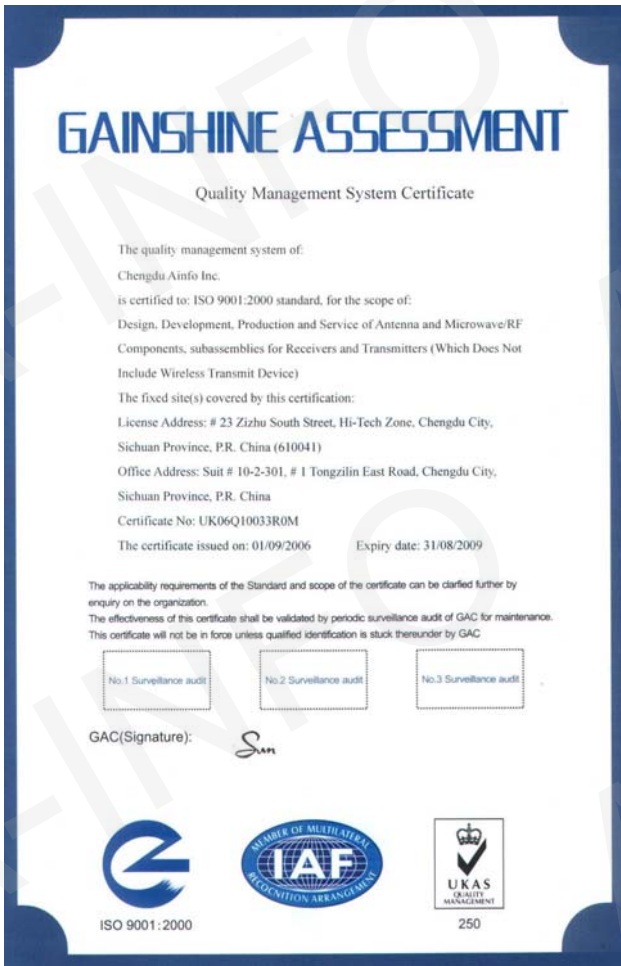 GAINSHINE ASSESSMENT
Quality Management System Certificate
The quality management system of:
Chengdu Ainfo Inc.
is certified to: ISO 9001:2000 standard, for the scope of:
Design, Development, Production and Service of Antenna and Microwave/RF
Components, subassemblies for Receivers and Transmitters (Which Does Not
Include Wireless Transmit Device)
The fixed site(s) covered by this certification:
License Address: # 23 Zizhu South Street, Hi-Tech Zone, Chengdu City,
Sichuan Province, P.R. China (610041)
Office Address: Suit # 10-2-301, # 1 Tongzilin East Road, Chengdu City,
Sichuan Province, P.R. China
Certificate No: UK06Q10033R0M
The certificate issued on: 01/09/2006 Expiry date: 31/08/2009
The applicability requirements of the Standard and scope of the certificate can be clarfied further by
enquiry on the organization.
The effectiveness of this certificate shall be validated by periodic surveillance audit of GAC for maintenance.
This certificate will not be in force unless qualified identification is stuck thereunder by GAC
No.1 Surveillance audit No.2 Surveillance audit No.3 Surveillance audit
GAC(Signature): Sun
MEMBER OF MULTILATERAL
IAF
RECOGNITION ARRANGEMENT
UKAS
QUALITY
MANAGEMENT
ISO 9001:2000
250